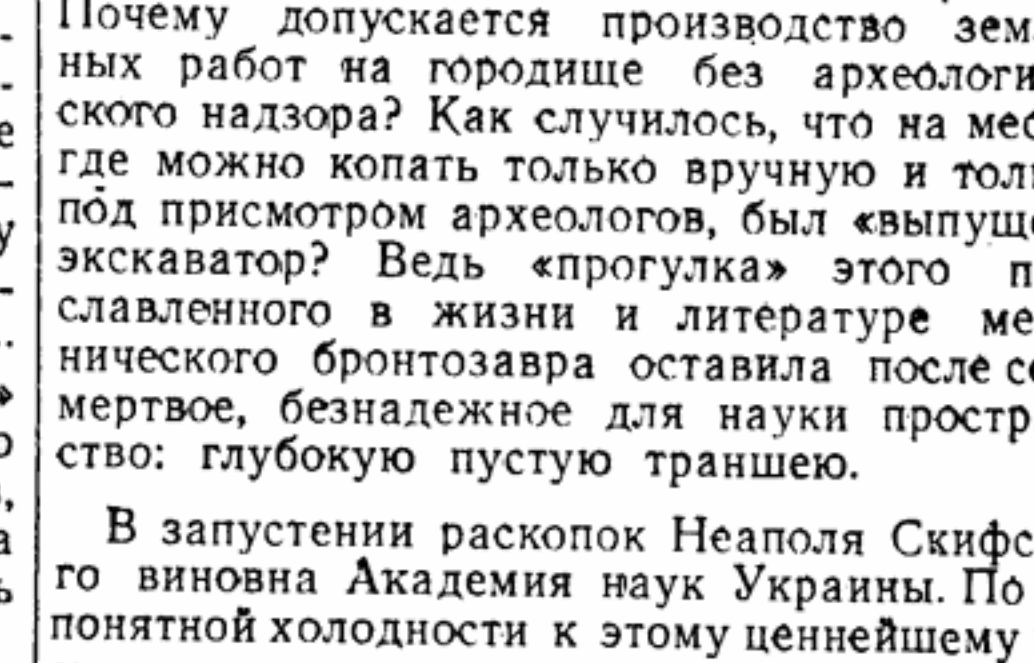 Почему допускается производство зем
ных работ на городище без археологи
ского надзора? Как случилось, что на мес
где можно копать только вручную и тол
под присмотром археологов, был «выпуще
экскаватор? Ведь «прогулка» этого п
славленного в жизни и литературе ме
нического бронтозавра оставила после се
мертвое, безнадежное для науки простр
ство: глубокую пустую траншею.
В запустении раскопок Неаполя Скифс
го виновна Академия наук Украины. По
понятной холодности к этому ценнейшему